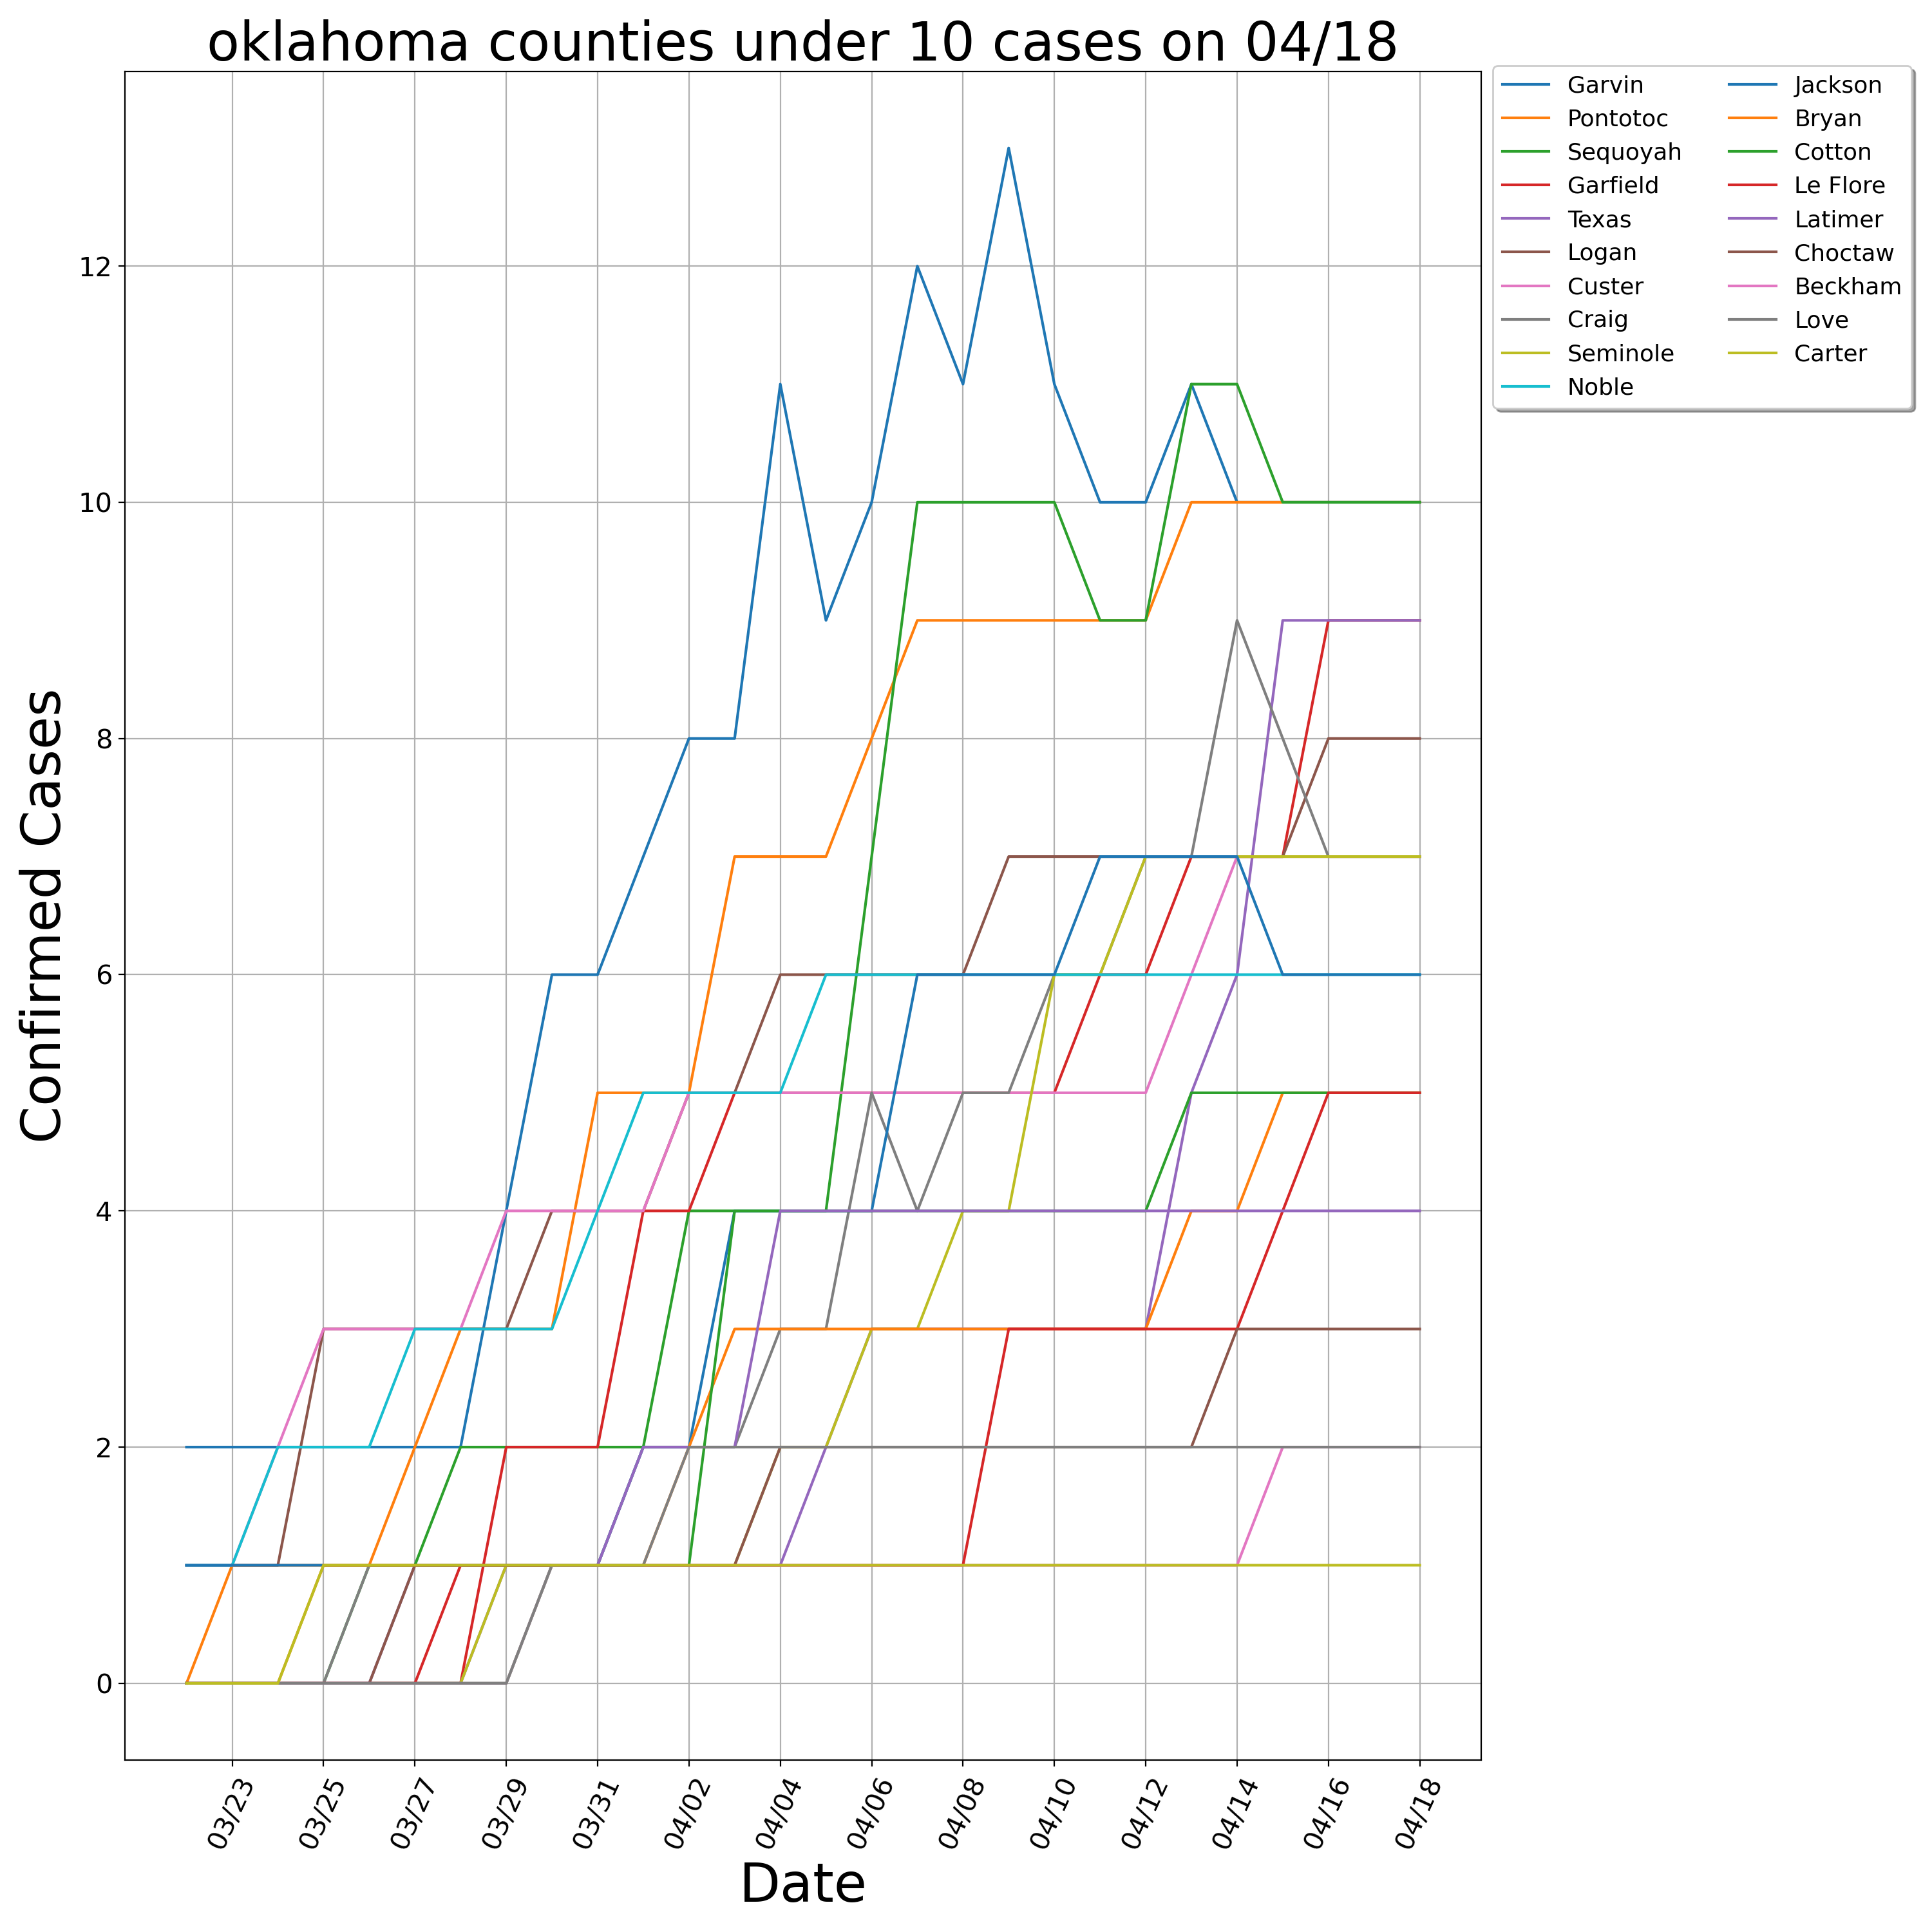 oklahoma counties under 10 cases on 04/18
Garvin
Pontotoc
Sequoyah
Garfield
Texas
Logan
Custer
Craig
Seminole
Noble
Jackson
Bryan
Cotton
Le Flore
Latimer
Choctaw
Beckham
Love
Carter
Confirmed Cases
12
10
8
6
4
2
0
03/23
03/25
03/27
03/29
03/31
04/02
04/04
04/06
04/08
04/10
04/12
04/14
04/16
04/18
Date